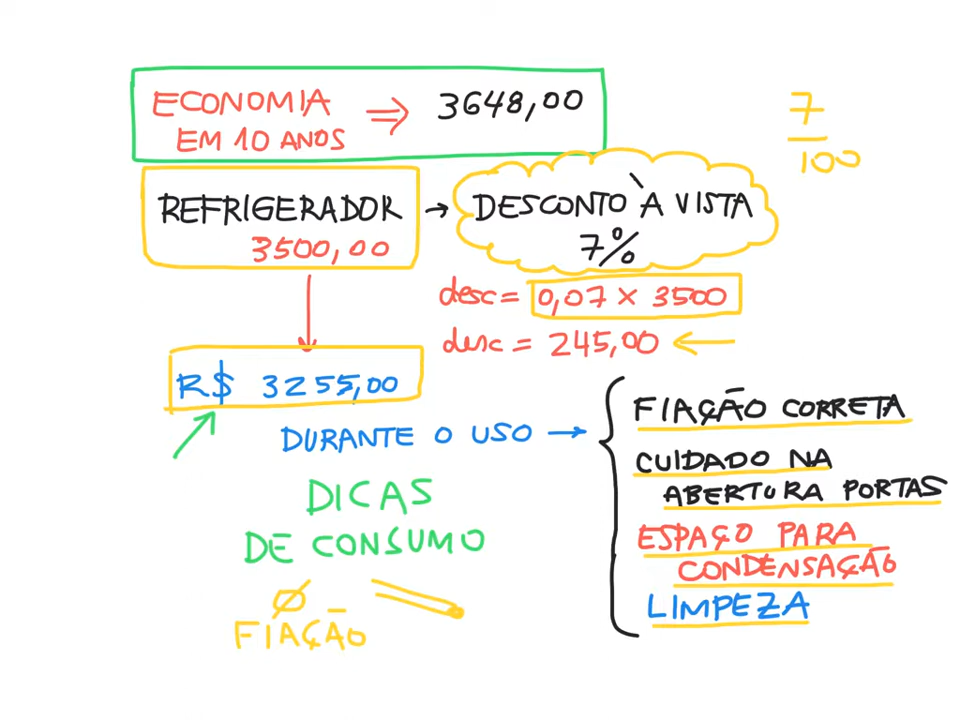 ECONOMIA ⇒ 3648,00
EM 10 ANOS
7
100
REFRIGERADOR → DESCONTO À VISTA
3500,00
7%
desc = 0,07 × 3500
desc = 245,00 ←
R$ 3255,00
DURANTE O USO →
FIAÇÃO CORRETA
CUIDADO NA
ABERTURA PORTAS
ESPAÇO PARA
CONDENSAÇÃO
LIMPEZA
DICAS
DE CONSUMO
Ø
FIAÇÃO